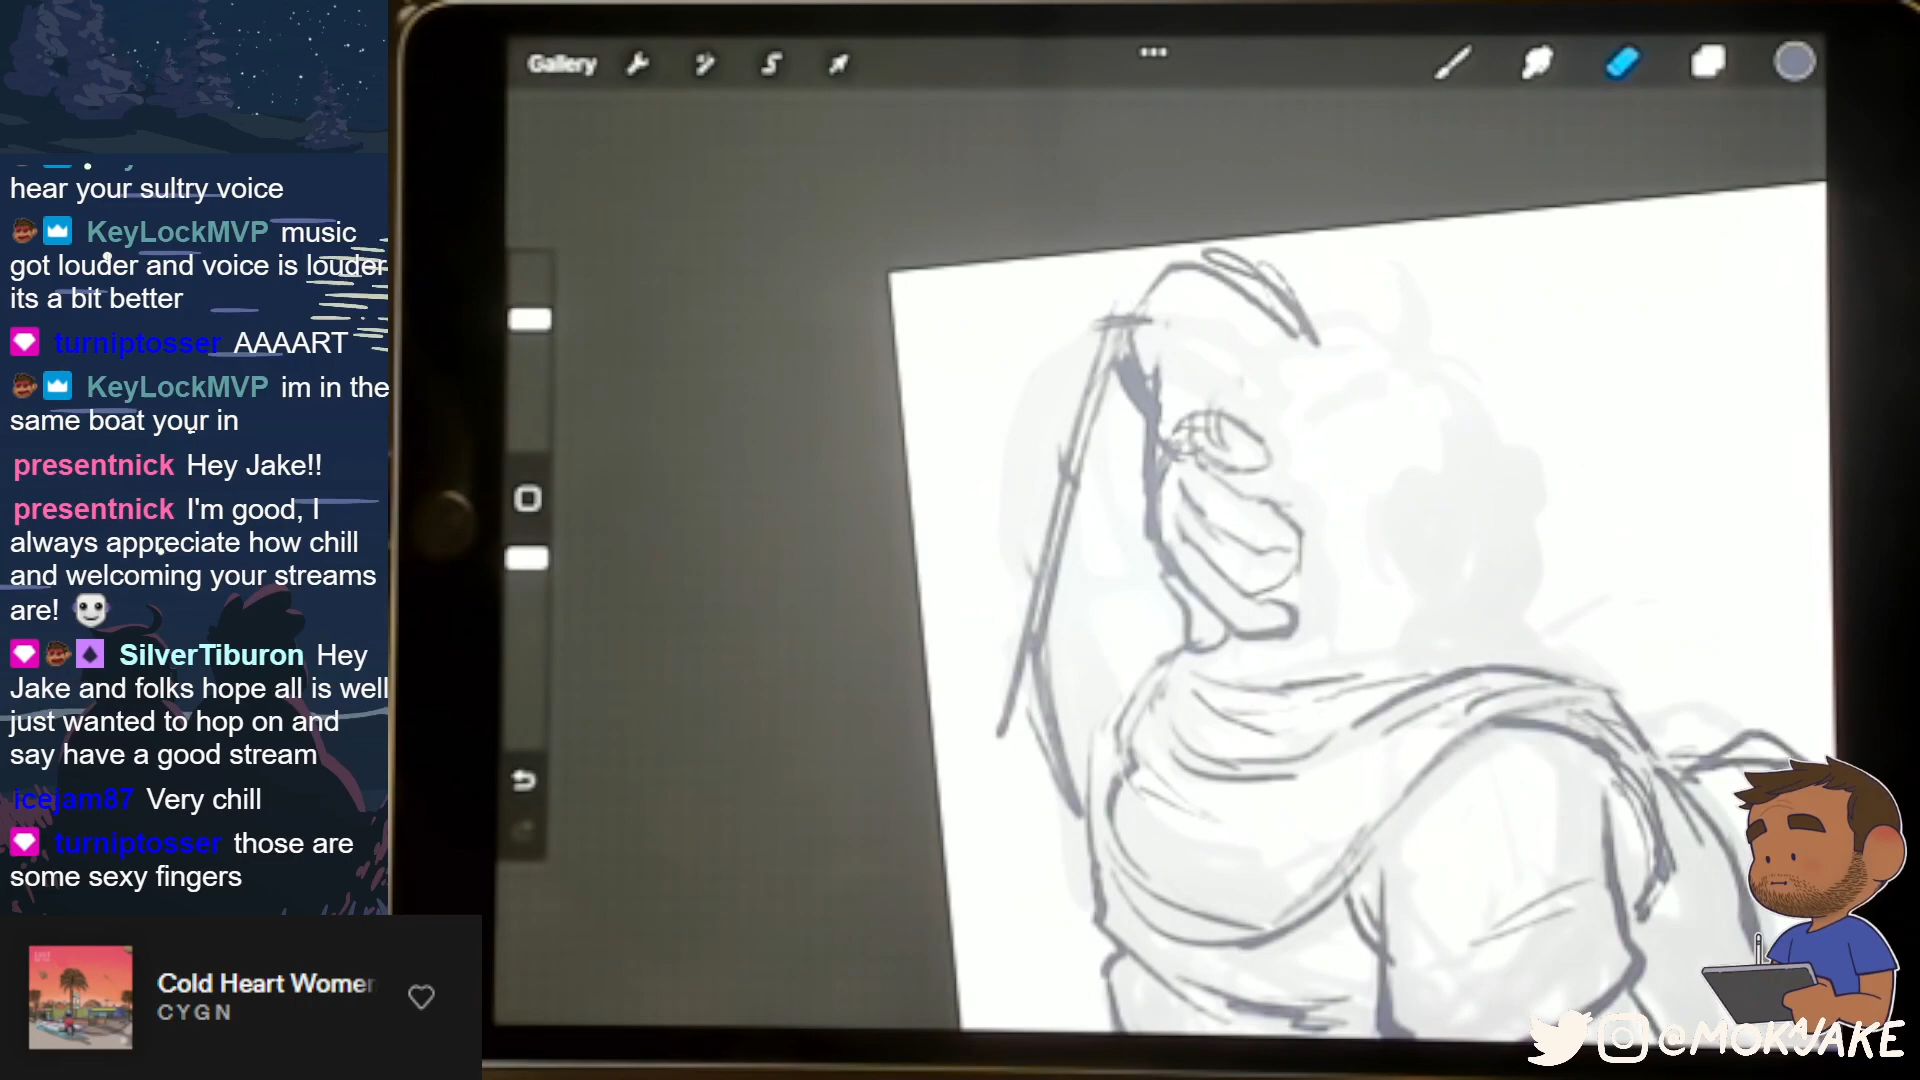 hear your sultry voice
KeyLockMVP music
got louder and voice is louder
its a bit better
turniptosser AAAART
KeyLockMVP im in the
same boat your in
presentnick Hey Jake!!
presentnick I'm good, I
always appreciate how chill
and welcoming your streams
are!
SilverTiburon Hey
Jake and folks hope all is well
just wanted to hop on and
say have a good stream
icejam87 Very chill
turniptosser those are
some sexy fingers
Cold Heart Women
CYGN
Gallery
@MOKAJAKE